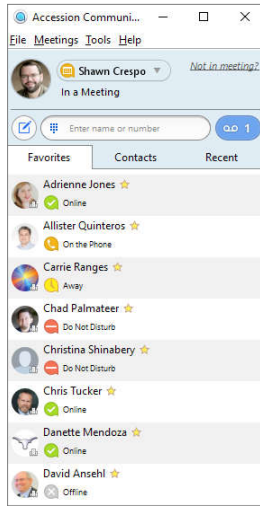 Accession Communi...
File Meetings Tools Help
Shawn Crespo
Not in meeting?
In a Meeting
Enter name or number
1
Favorites Contacts Recent
Adrienne Jones
Online
Allister Quinteros
On the Phone
Carrie Ranges
Away
Chad Palmateer
Do Not Disturb
Christina Shinabery
Do Not Disturb
Chris Tucker
Online
Danette Mendoza
Online
David Ansehl
Offline